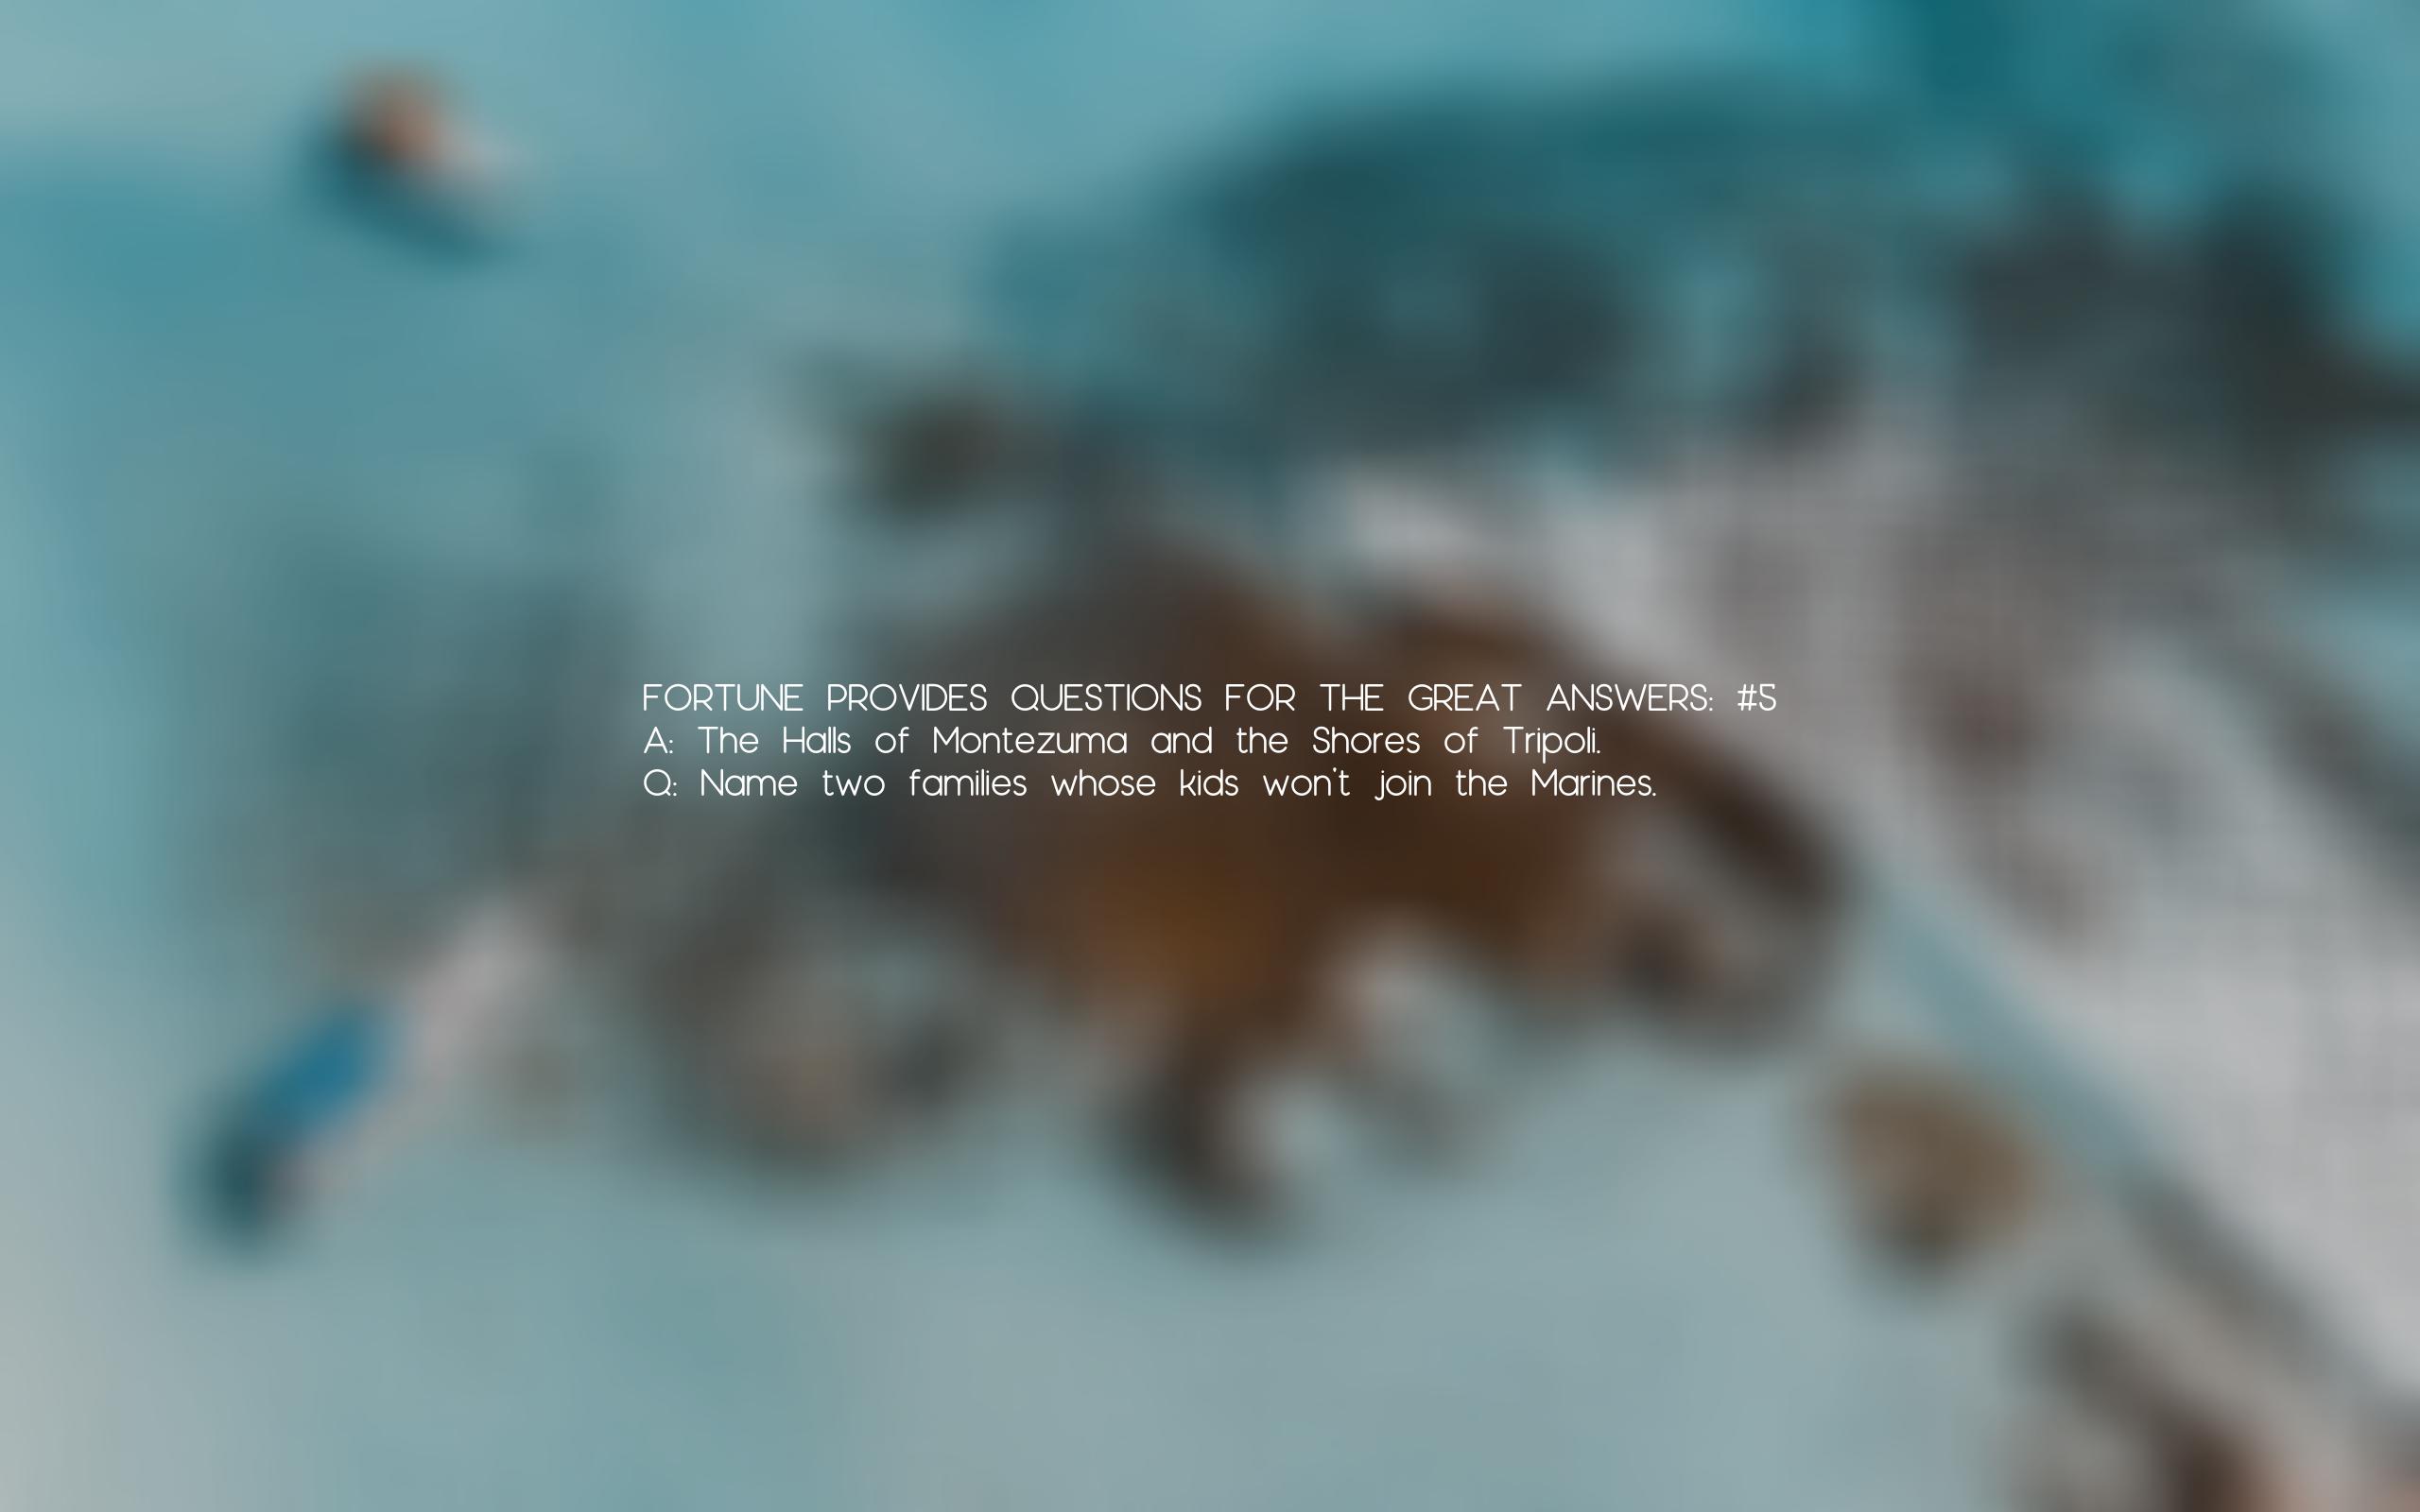 FORTUNE PROVIDES QUESTIONS FOR THE GREAT ANSWERS: #5
A: The Halls of Montezuma and the Shores of Tripoli.
Q: Name two families whose kids won't join the Marines.